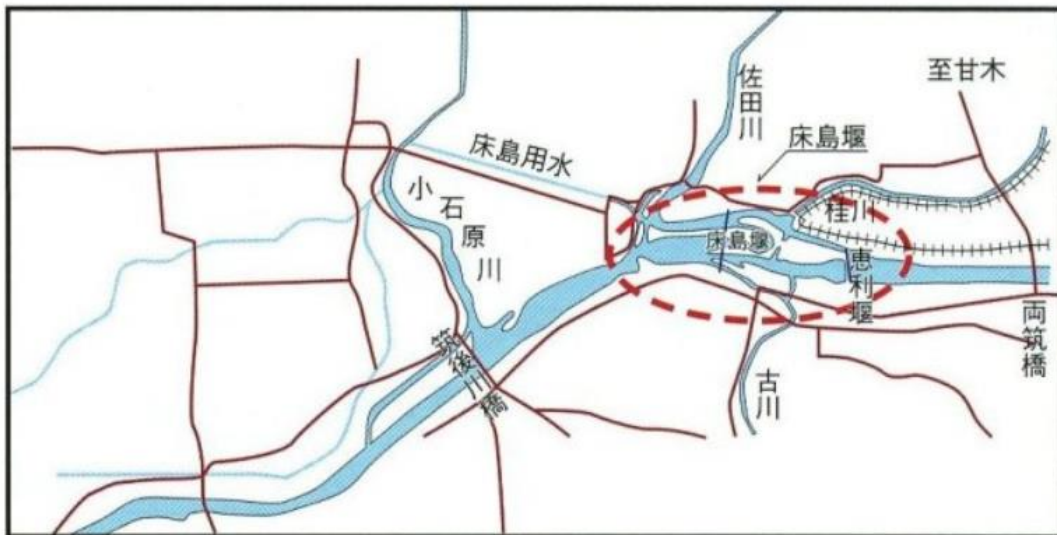 佐田川
至甘木
床島堰
床島用水
小石原川
桂川
床島堰
恵利堰
両筑橋
筑後川橋
古川